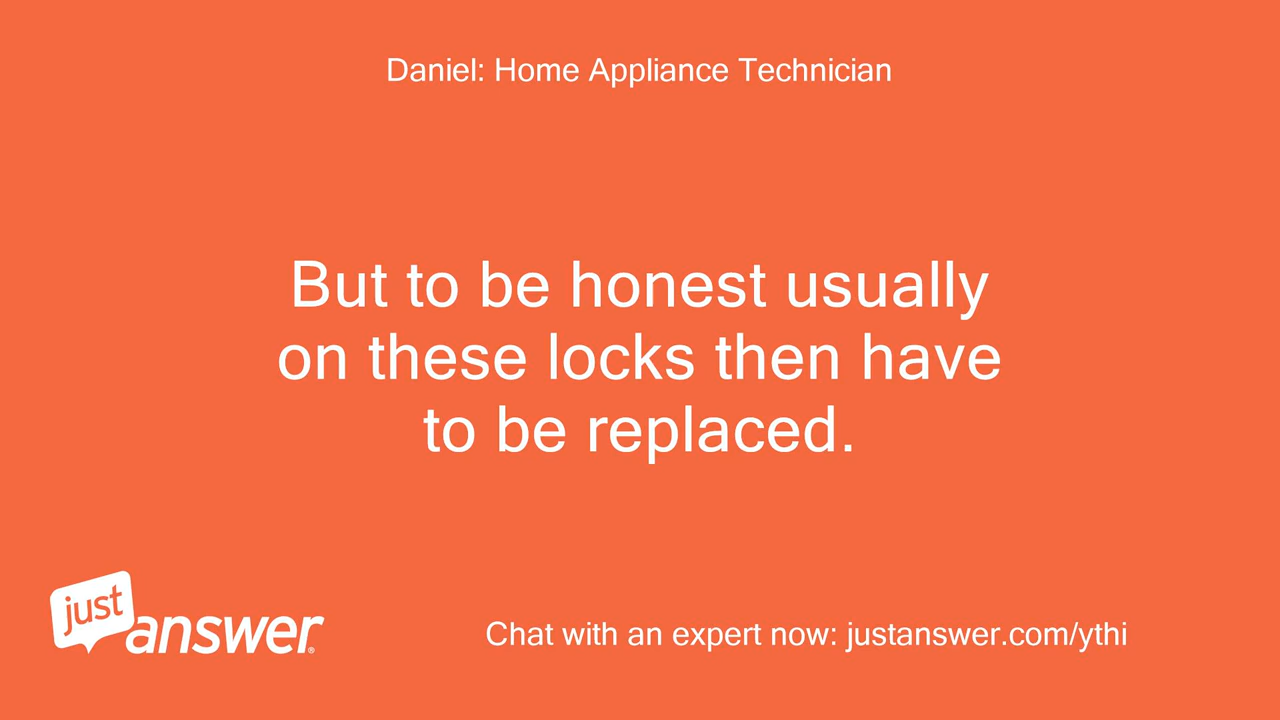 Daniel: Home Appliance Technician
But to be honest usually
on these locks then have
to be replaced.
just
answer®
Chat with an expert now: justanswer.com/ythi